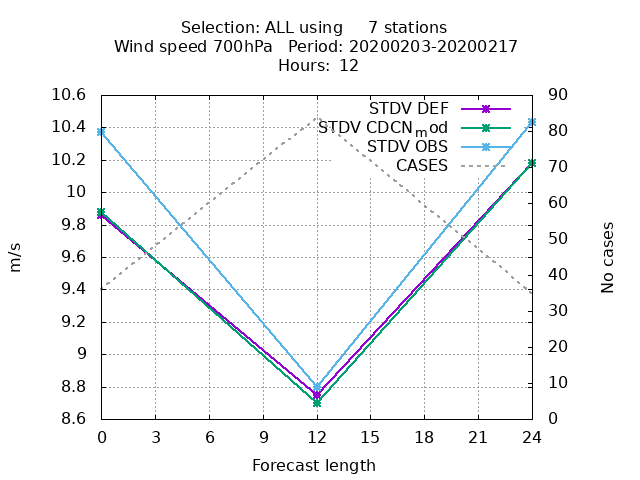 Selection: ALL using     7 stations
Wind speed 700hPa   Period: 20200203-20200217
Hours:  12
STDV DEF
STDV CDCNmod
STDV OBS
CASES
10.6
10.4
10.2
10
9.8
9.6
9.4
9.2
9
8.8
8.6
m/s
90
80
70
60
50
40
30
20
10
0
No cases
0 3 6 9 12 15 18 21 24
Forecast length